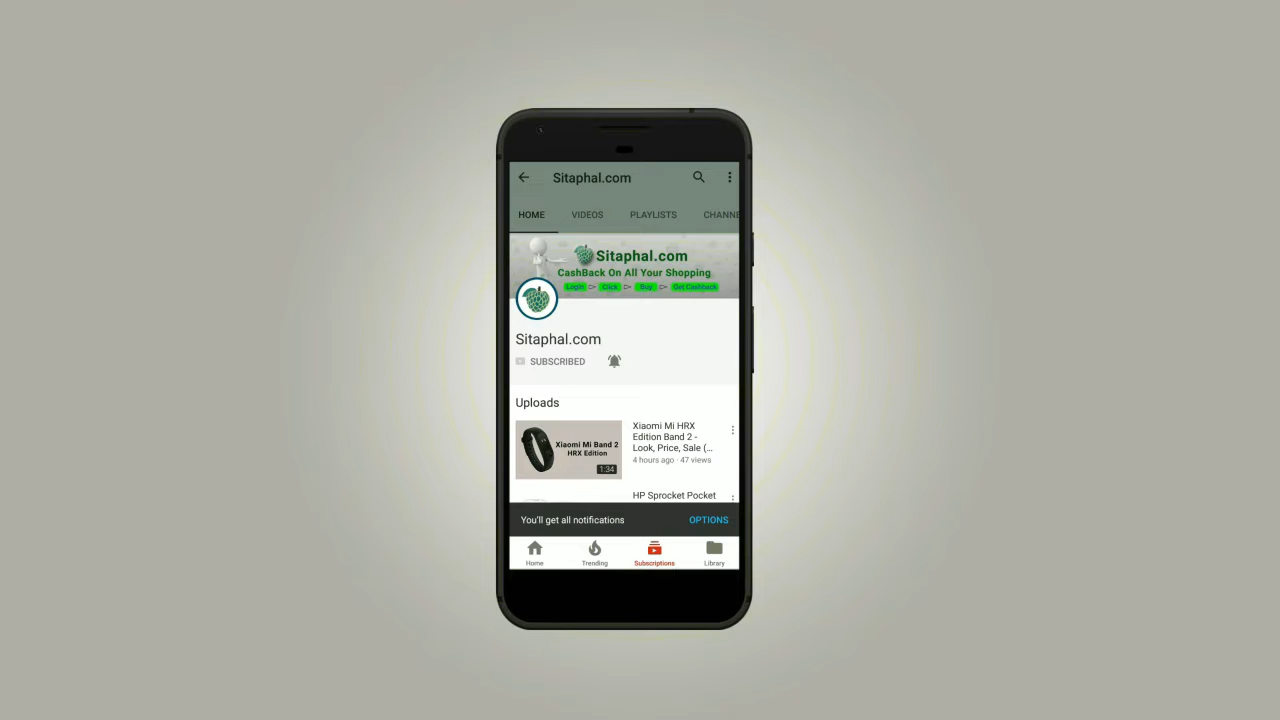 Sitaphal.com
HOME VIDEOS PLAYLISTS CHANNE
Sitaphal.com
CashBack On All Your Shopping
Login Click Buy Get Cashback
Sitaphal.com
SUBSCRIBED
Uploads
Xiaomi Mi Band 2
HRX Edition
1:34
Xiaomi Mi HRX
Edition Band 2 -
Look, Price, Sale (...
4 hours ago · 47 views
HP Sprocket Pocket
You'll get all notifications OPTIONS
Home Trending Subscriptions Library